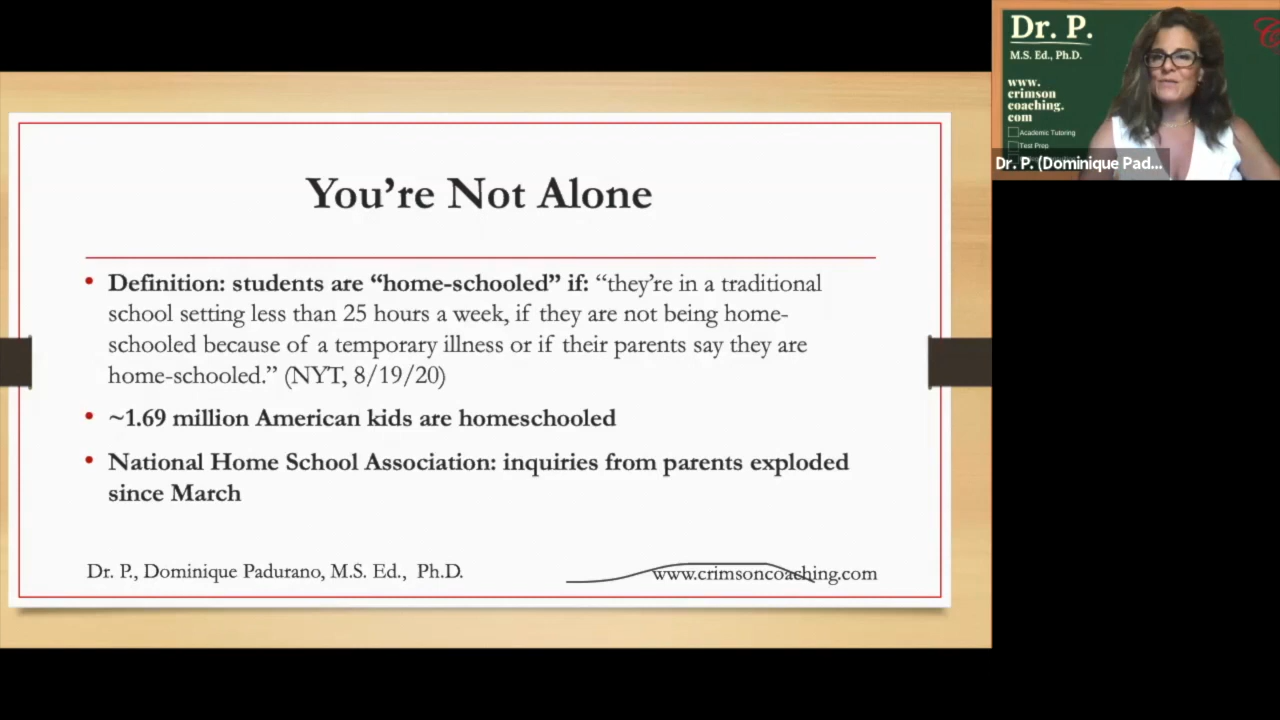 You're Not Alone
• Definition: students are “home-schooled” if: “they're in a traditional
school setting less than 25 hours a week, if they are not being home-
schooled because of a temporary illness or if their parents say they are
home-schooled.” (NYT, 8/19/20)
• ~1.69 million American kids are homeschooled
• National Home School Association: inquiries from parents exploded
since March
Dr. P., Dominique Padurano, M.S. Ed., Ph.D.
www.crimsoncoaching.com
Dr. P.
M.S. Ed., Ph.D.
www.
crimson
coaching.
com
Academic Tutoring
Test Prep
Dr. P. (Dominique Pad...